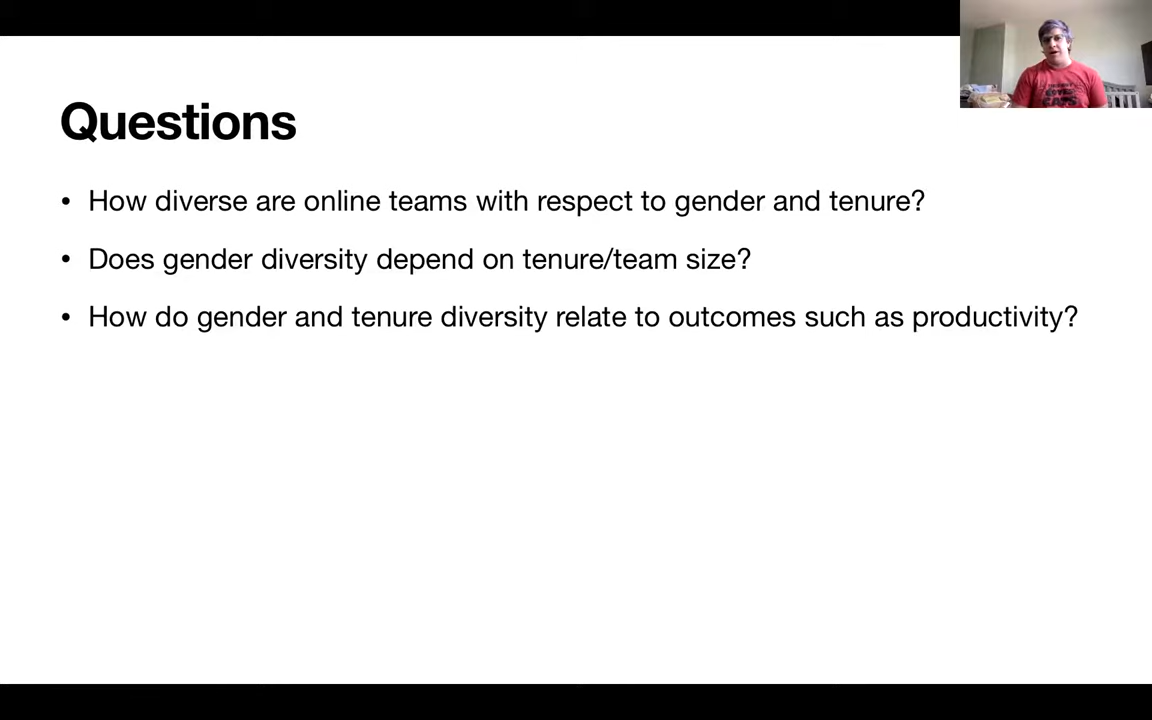 Questions
• How diverse are online teams with respect to gender and tenure?
• Does gender diversity depend on tenure/team size?
• How do gender and tenure diversity relate to outcomes such as productivity?
CATS